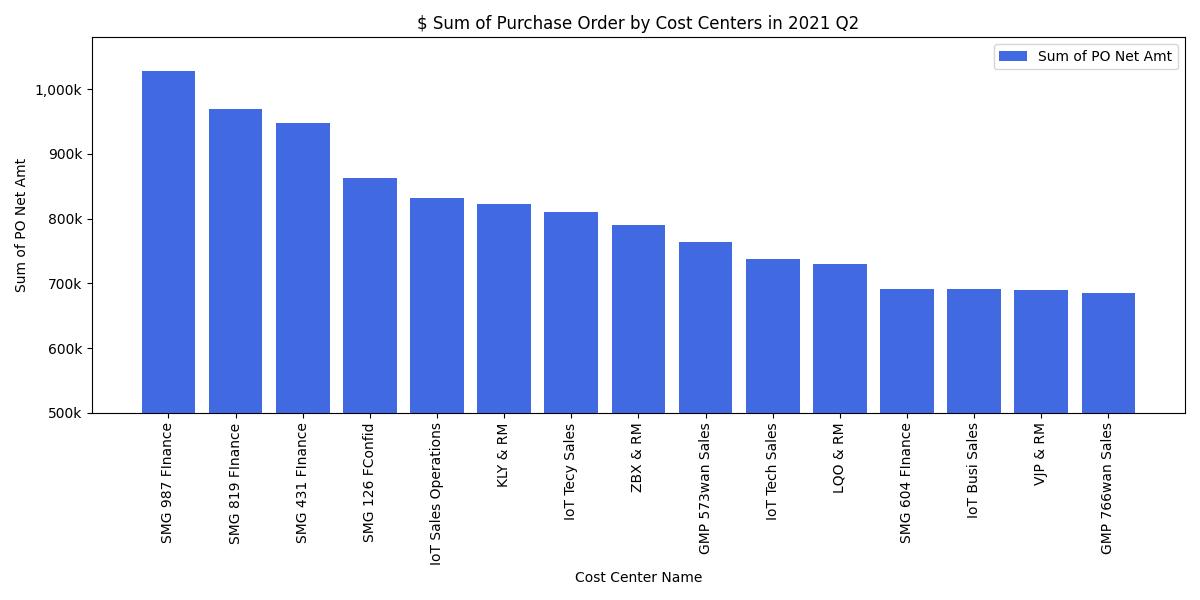 $ Sum of Purchase Order by Cost Centers in 2021 Q2
Sum of PO Net Amt
1,000k
900k
800k
700k
600k
500k
Sum of PO Net Amt
SMG 987 FInance
SMG 819 FInance
SMG 431 FInance
SMG 126 FConfid
IoT Sales Operations
KLY & RM
IoT Tecy Sales
ZBX & RM
GMP 573wan Sales
IoT Tech Sales
LQO & RM
SMG 604 FInance
IoT Busi Sales
VJP & RM
GMP 766wan Sales
Cost Center Name